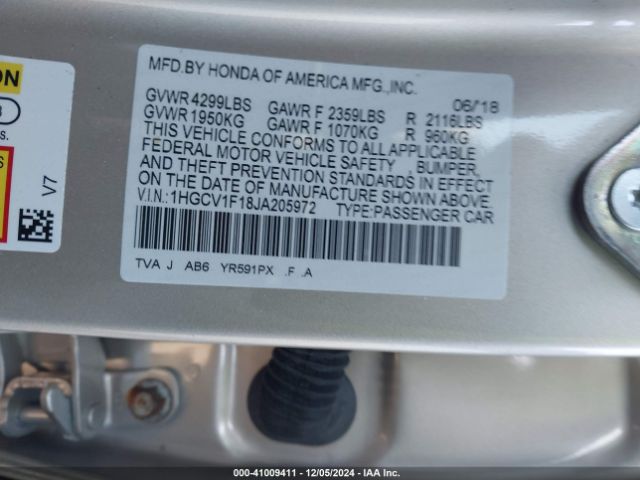 MFD.BY HONDA OF AMERICA MFG.,INC.
06/18
GVWR 4299LBS GAWR F 2359LBS R 2116LBS
GVWR 1950KG GAWR F 1070KG R 960KG
THIS VEHICLE CONFORMS TO ALL APPLICABLE
FEDERAL MOTOR VEHICLE SAFETY , BUMPER,
AND THEFT PREVENTION STANDARDS IN EFFECT
ON THE DATE OF MANUFACTURE SHOWN ABOVE.
V.I.N.: 1HGCV1F18JA205972 TYPE:PASSENGER CAR
TVA J AB6 YR591PX .F .A
ON
3
s.
V7
000-41009411 - 12/05/2024 - IAA Inc.